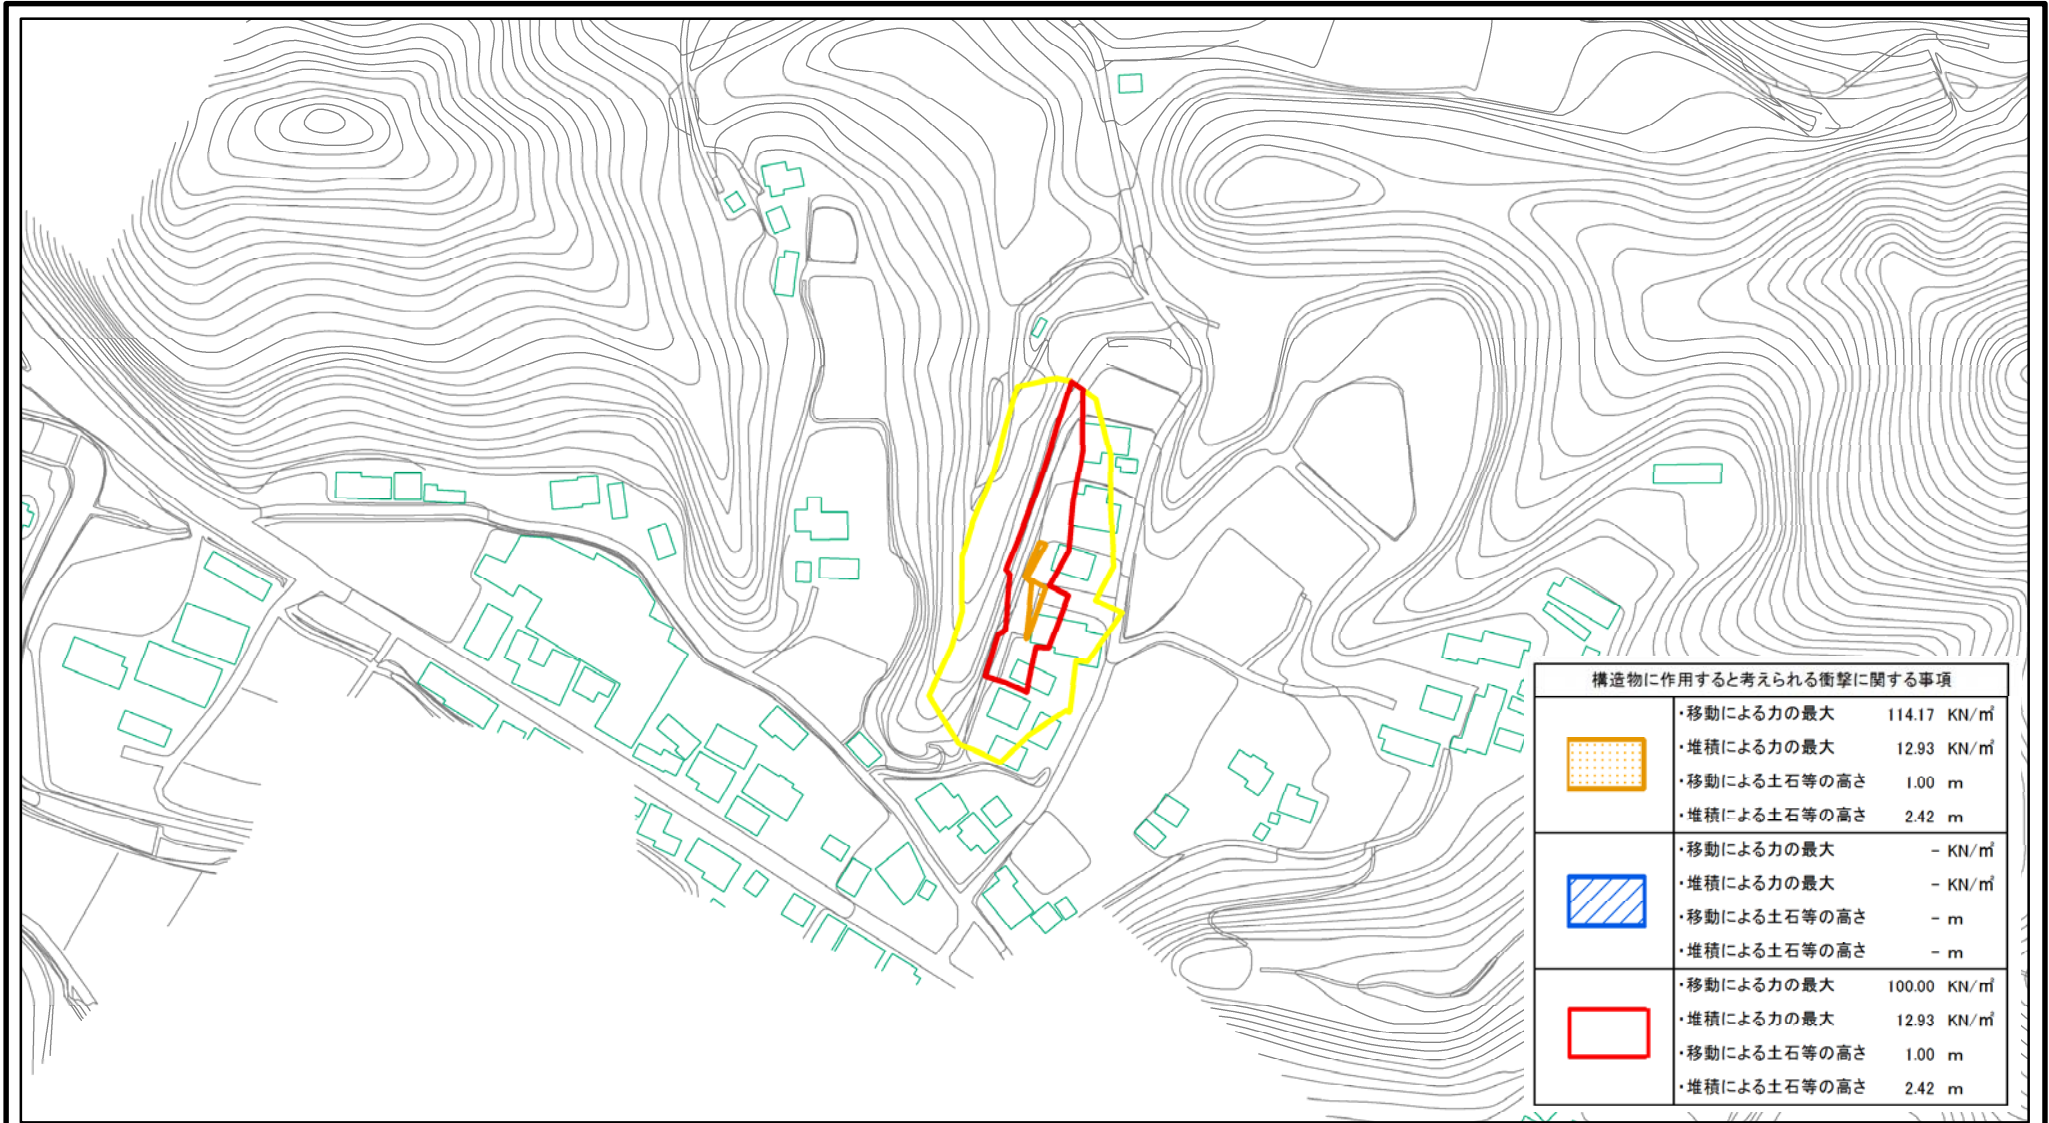 構造物に作用すると考えられる衝撃に関する事項
・移動による力の最大 114.17 KN/㎡
・堆積による力の最大 12.93 KN/㎡
・移動による土石等の高さ 1.00 m
・堆積による土石等の高さ 2.42 m
・移動による力の最大 - KN/㎡
・堆積による力の最大 - KN/㎡
・移動による土石等の高さ - m
・堆積による土石等の高さ - m
・移動による力の最大 100.00 KN/㎡
・堆積による力の最大 12.93 KN/㎡
・移動による土石等の高さ 1.00 m
・堆積による土石等の高さ 2.42 m